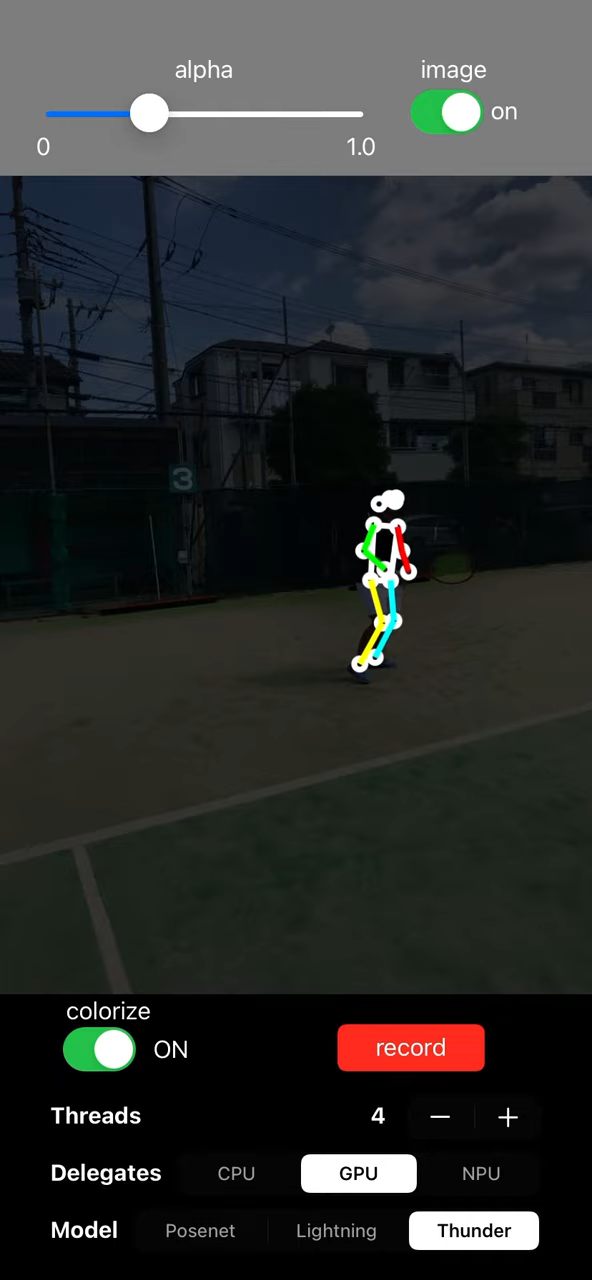 alpha
image
on
0
1.0
3
colorize
ON
record
Threads
4
Delegates
CPU
GPU
NPU
Model
Posenet
Lightning
Thunder